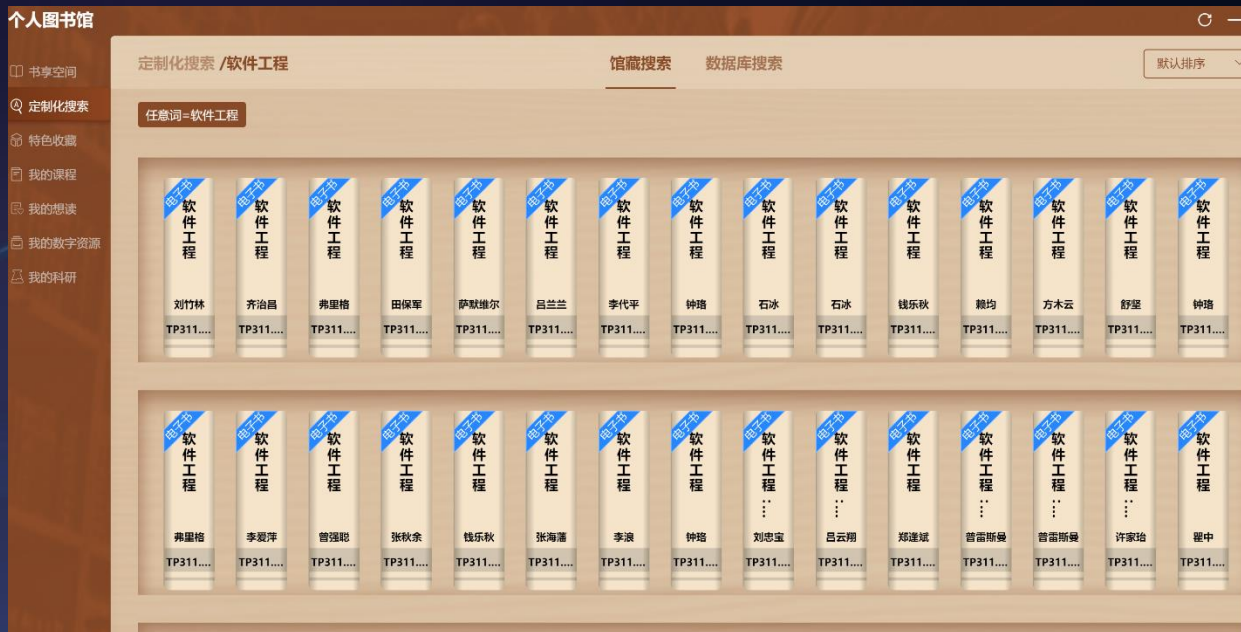 个人图书馆
书享空间
定制化搜索
特色收藏
我的课程
我的想读
我的数字资源
我的科研
定制化搜索 /软件工程
馆藏搜索 数据库搜索
默认排序
任意词=软件工程
电子书 电子书 电子书 电子书 电子书 电子书 电子书 电子书 电子书 电子书 电子书 电子书 电子书 电子书 电子书
软件工程 软件工程 软件工程 软件工程 软件工程 软件工程 软件工程 软件工程 软件工程 软件工程 软件工程 软件工程 软件工程 软件工程 软件工程
刘竹林 齐治昌 弗里格 田保军 萨默维尔 吕兰兰 李代平 钟珞 石冰 石冰 钱乐秋 赖均 方木云 舒坚 钟珞
TP311.... TP311.... TP311.... TP311.... TP311.... TP311.... TP311.... TP311.... TP311.... TP311.... TP311.... TP311.... TP311.... TP311.... TP311....
电子书 电子书 电子书 电子书 电子书 电子书 电子书 电子书 电子书 电子书 电子书 电子书 电子书 电子书 电子书
软件工程 软件工程 软件工程 软件工程 软件工程 软件工程 软件工程 软件工程 软件工程... 软件工程... 软件工程 软件工程... 软件工程... 软件工程... 软件工程
弗里格 李爱萍 曾强聪 张秋余 钱乐秋 张海藩 李浪 钟珞 刘忠宝 吕云翔 郑逢斌 普雷斯曼 普雷斯曼 许家珆 瞿中
TP311.... TP311.... TP311.... TP311.... TP311.... TP311.... TP311.... TP311.... TP311.... TP311.... TP311.... TP311.... TP311.... TP311.... TP311....